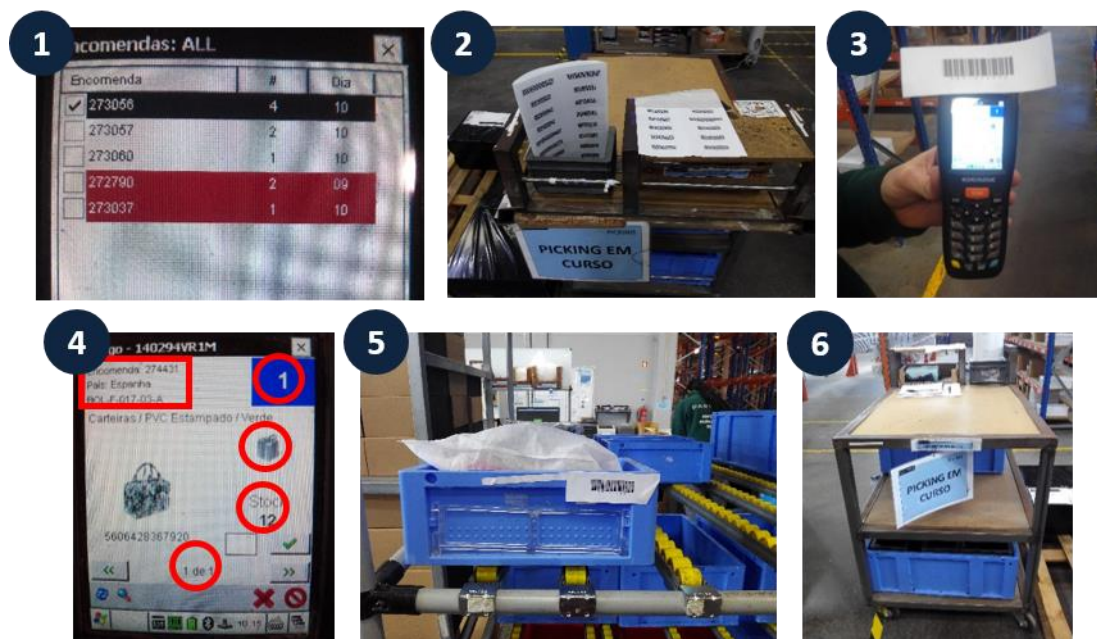 1
Encomendas: ALL
Encomenda # Dia
273056 4 10
273057 2 10
273060 1 10
272790 2 09
273037 1 10
2
PICKING EM
CURSO
3
4
140294VR1M
Encomenda: 274431
País: Espanha
BOL-F-017-03-A
1
Carteiras / PVC Estampado / Verde
Stock
12
5606428367920
1 de 1
<< >>
10:15
5
6
PICKING EM
CURSO